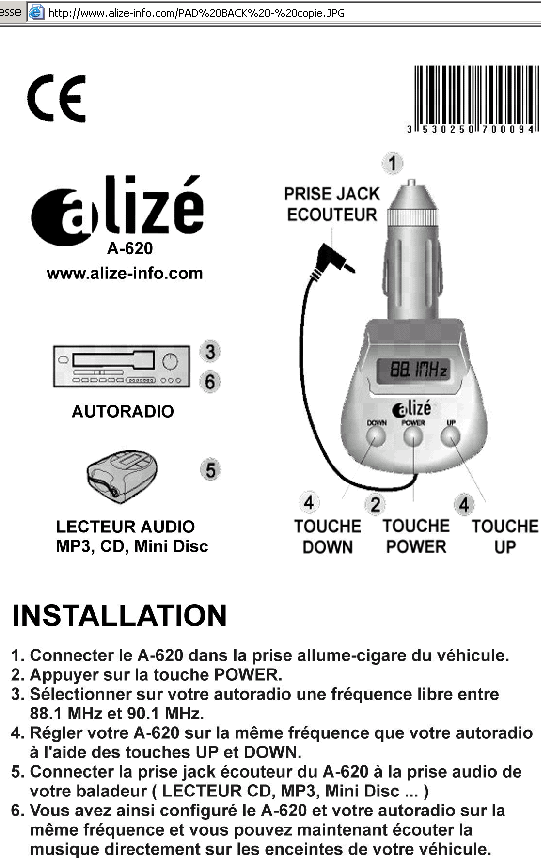 esse http://www.alize-info.com/PAD%20BACK%20-%20copie.JPG
CE
3 530250 700094
alizé
A-620
www.alize-info.com
1
PRISE JACK
ECOUTEUR
88.1MHz
alizé
DOWN POWER UP
3
6
AUTORADIO
5
LECTEUR AUDIO
MP3, CD, Mini Disc
4 2 4
TOUCHE TOUCHE TOUCHE
DOWN POWER UP
INSTALLATION
1. Connecter le A-620 dans la prise allume-cigare du véhicule.
2. Appuyer sur la touche POWER.
3. Sélectionner sur votre autoradio une fréquence libre entre
88.1 MHz et 90.1 MHz.
4. Régler votre A-620 sur la même fréquence que votre autoradio
à l'aide des touches UP et DOWN.
5. Connecter la prise jack écouteur du A-620 à la prise audio de
votre baladeur ( LECTEUR CD, MP3, Mini Disc ... )
6. Vous avez ainsi configuré le A-620 et votre autoradio sur la
même fréquence et vous pouvez maintenant écouter la
musique directement sur les enceintes de votre véhicule.